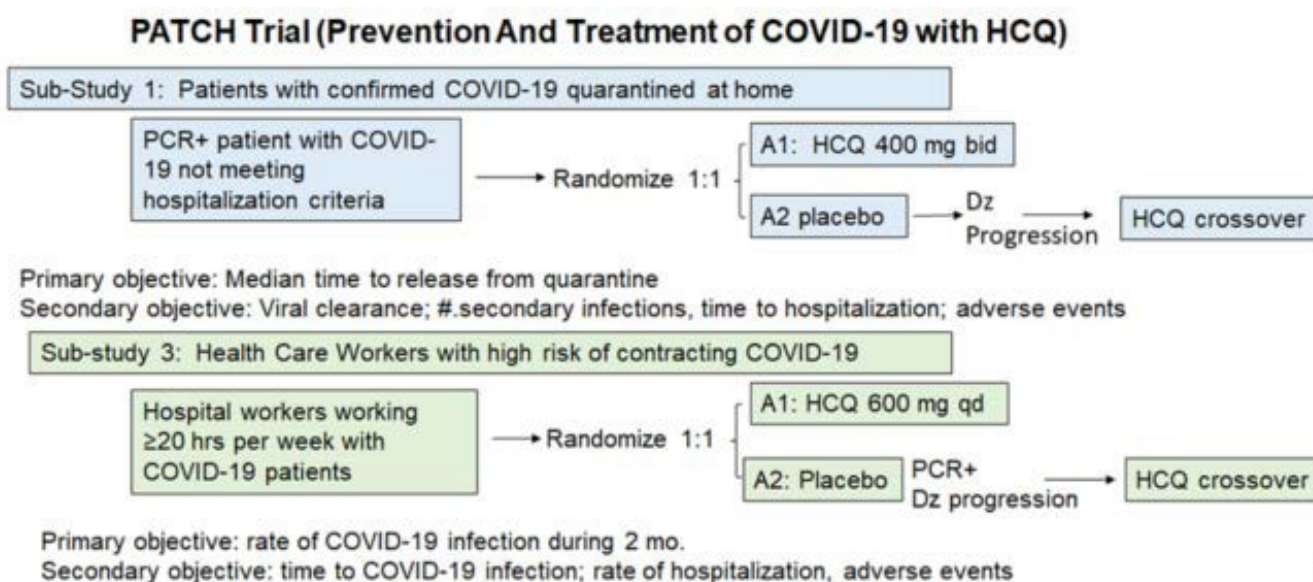 PATCH Trial (Prevention And Treatment of COVID-19 with HCQ)
Sub-Study 1: Patients with confirmed COVID-19 quarantined at home
PCR+ patient with COVID-
19 not meeting
hospitalization criteria
Randomize 1:1
A1: HCQ 400 mg bid
A2 placebo
Dz
Progression
HCQ crossover
Primary objective: Median time to release from quarantine
Secondary objective: Viral clearance; #.secondary infections, time to hospitalization; adverse events
Sub-study 3: Health Care Workers with high risk of contracting COVID-19
Hospital workers working
≥20 hrs per week with
COVID-19 patients
Randomize 1:1
A1: HCQ 600 mg qd
A2: Placebo
PCR+
Dz progression
HCQ crossover
Primary objective: rate of COVID-19 infection during 2 mo.
Secondary objective: time to COVID-19 infection; rate of hospitalization, adverse events